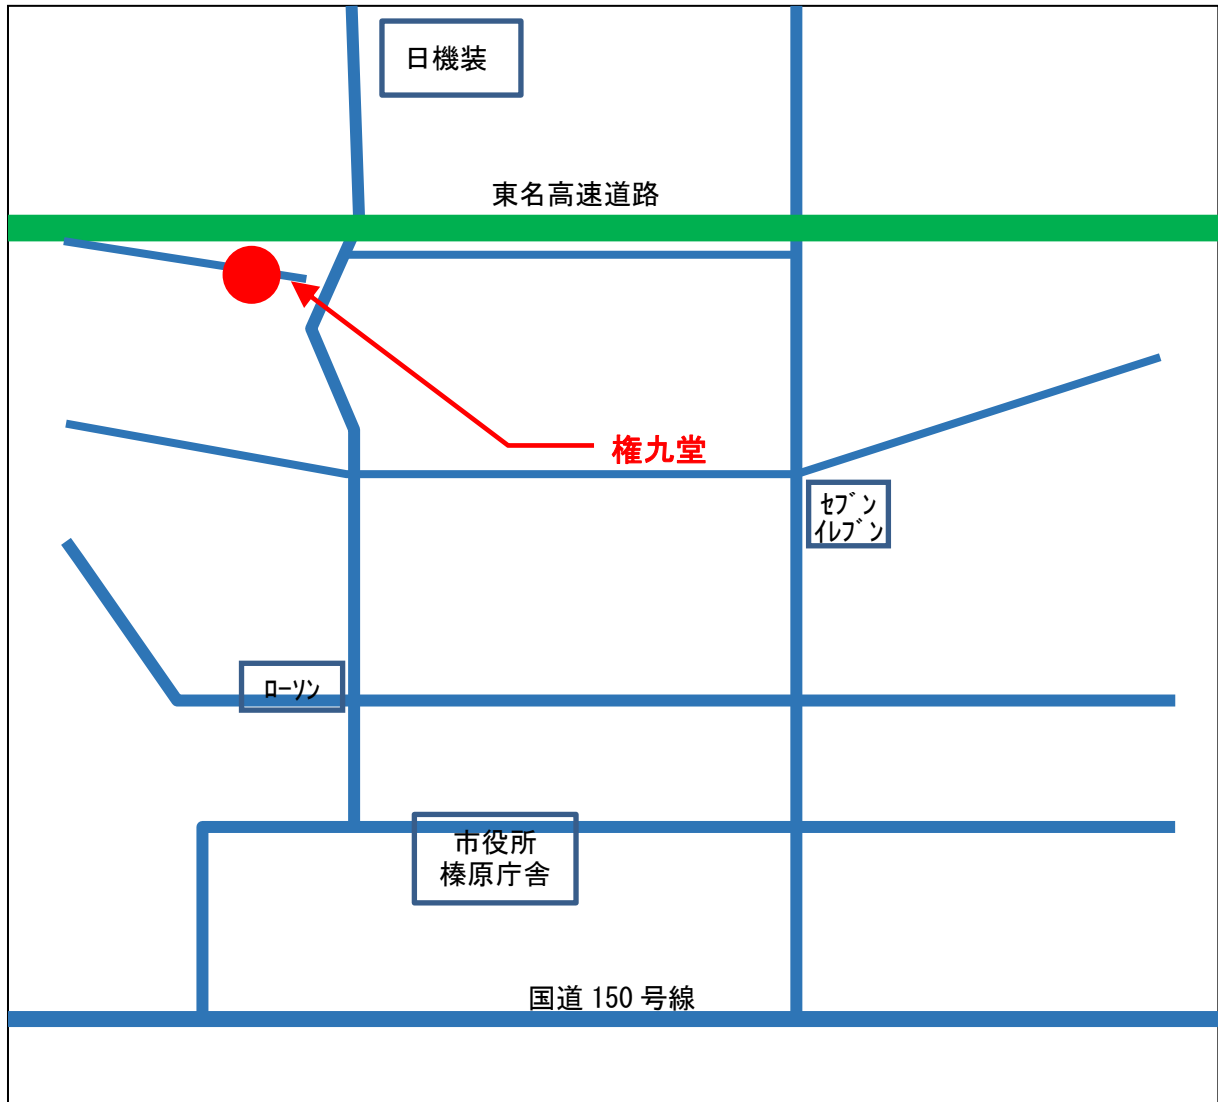 日機装
東名高速道路
権九堂
ｾﾌﾞﾝ
ｲﾚﾌﾞﾝ
ﾛｰｿﾝ
市役所
榛原庁舎
国道 150 号線